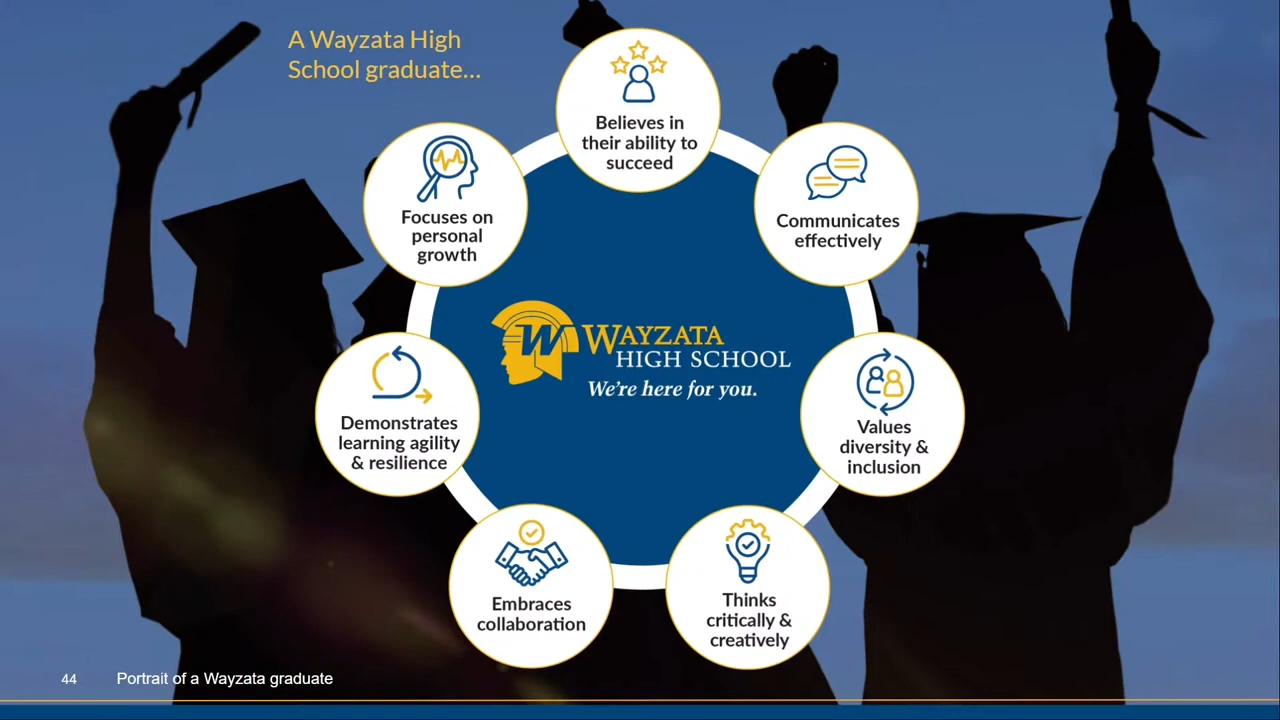 A Wayzata High
School graduate...
Believes in
their ability to
succeed
Communicates
effectively
Values
diversity &
inclusion
Thinks
critically &
creatively
Embraces
collaboration
Demonstrates
learning agility
& resilience
Focuses on
personal
growth
W
WAYZATA
HIGH SCHOOL
We're here for you.
44 Portrait of a Wayzata graduate